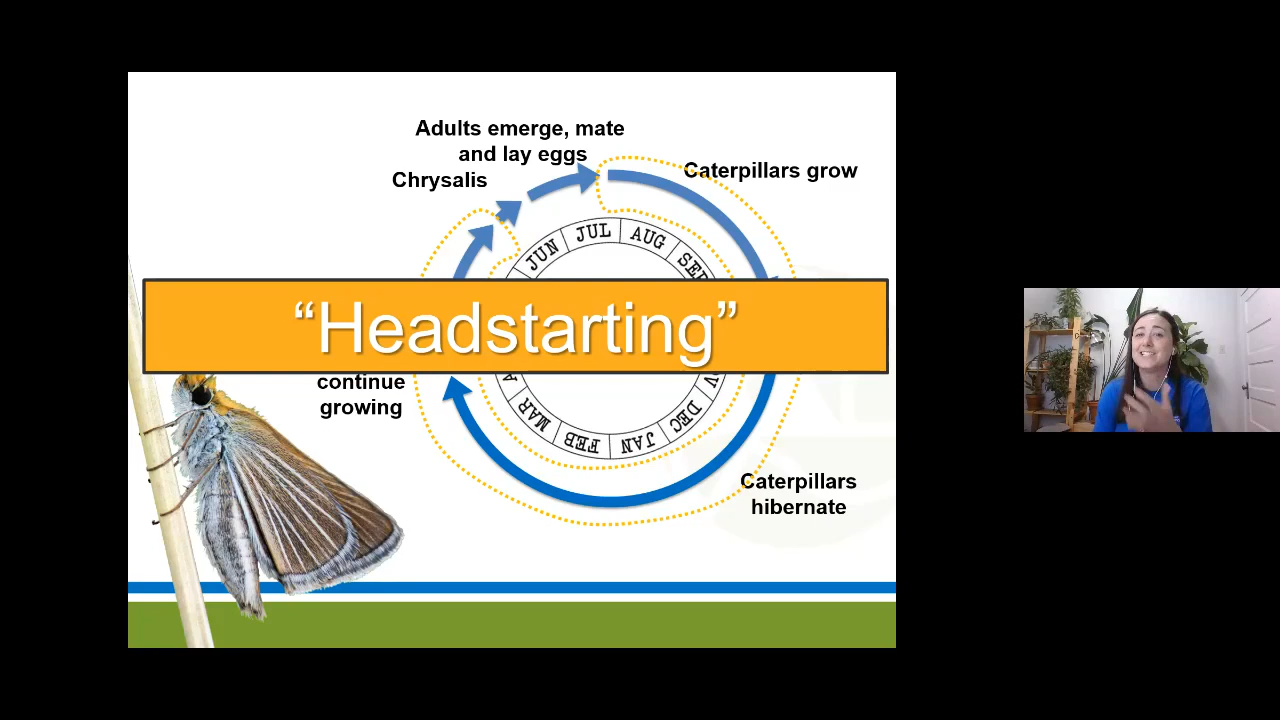 Adults emerge, mate
and lay eggs
Chrysalis
Caterpillars grow
JUN JUL AUG SEP
“Headstarting”
continue
growing
MAR FEB JAN DEC
Caterpillars
hibernate